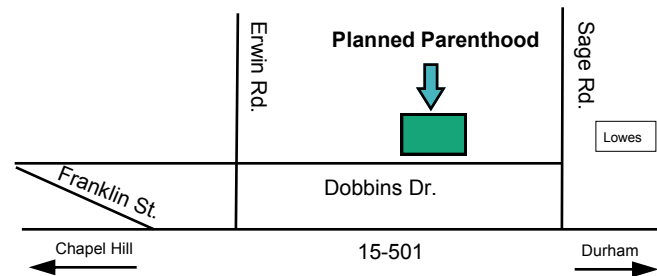 Erwin Rd.
Planned Parenthood
Sage Rd.
Lowes
Franklin St.
Dobbins Dr.
Chapel Hill
15-501
Durham